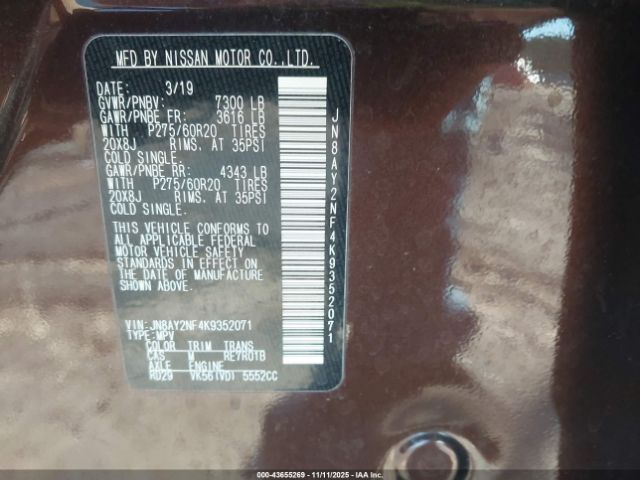 MFD BY NISSAN MOTOR CO.,LTD.
DATE: 3/19
GVWR/PNBV: 7300 LB
GAWR/PNBE FR: 3616 LB
WITH P275/60R20 TIRES
20X8J RIMS, AT 35PSI
COLD SINGLE.
GAWR/PNBE RR: 4343 LB
WITH P275/60R20 TIRES
20X8J RIMS, AT 35PSI
COLD SINGLE.
THIS VEHICLE CONFORMS TO
ALL APPLICABLE FEDERAL
MOTOR VEHICLE SAFETY
STANDARDS IN EFFECT ON
THE DATE OF MANUFACTURE
SHOWN ABOVE.
VIN:JN8AY2NF4K9352071
TYPE:MPV
COLOR TRIM TRANS
CAS M RE7R01B
AXLE ENGINE
RD29 VK56(VD) 5552CC
JN8AY2NF4K9352071
000-43655269 - 11/11/2025 - IAA Inc.